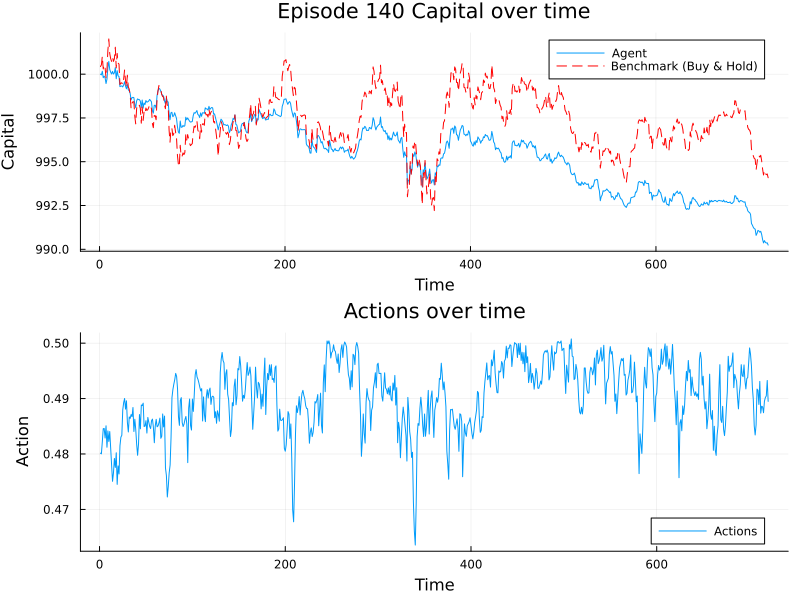 Episode 140 Capital over time
Agent
Benchmark (Buy & Hold)
1000.0
997.5
995.0
992.5
990.0
Capital
0
200
400
600
Time
Actions over time
0.50
0.49
0.48
0.47
Action
Actions
0
200
400
600
Time